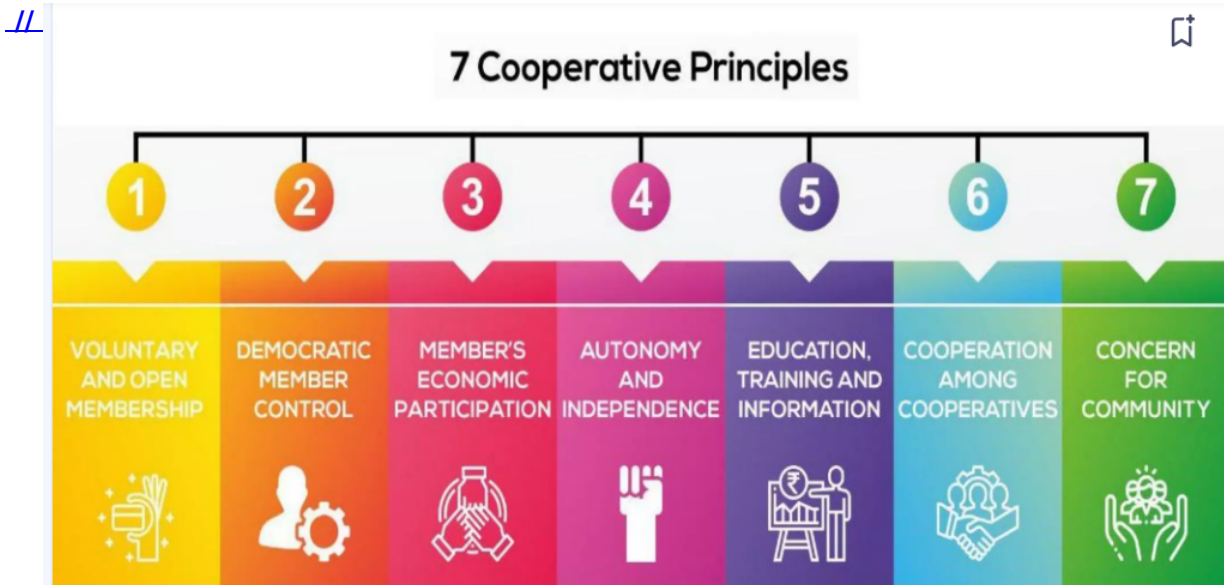 //
7 Cooperative Principles
1 2 3 4 5 6 7
VOLUNTARY
AND OPEN
MEMBERSHIP
DEMOCRATIC
MEMBER
CONTROL
MEMBER'S
ECONOMIC
PARTICIPATION
AUTONOMY
AND
INDEPENDENCE
EDUCATION,
TRAINING AND
INFORMATION
₹
COOPERATION
AMONG
COOPERATIVES
CONCERN
FOR
COMMUNITY